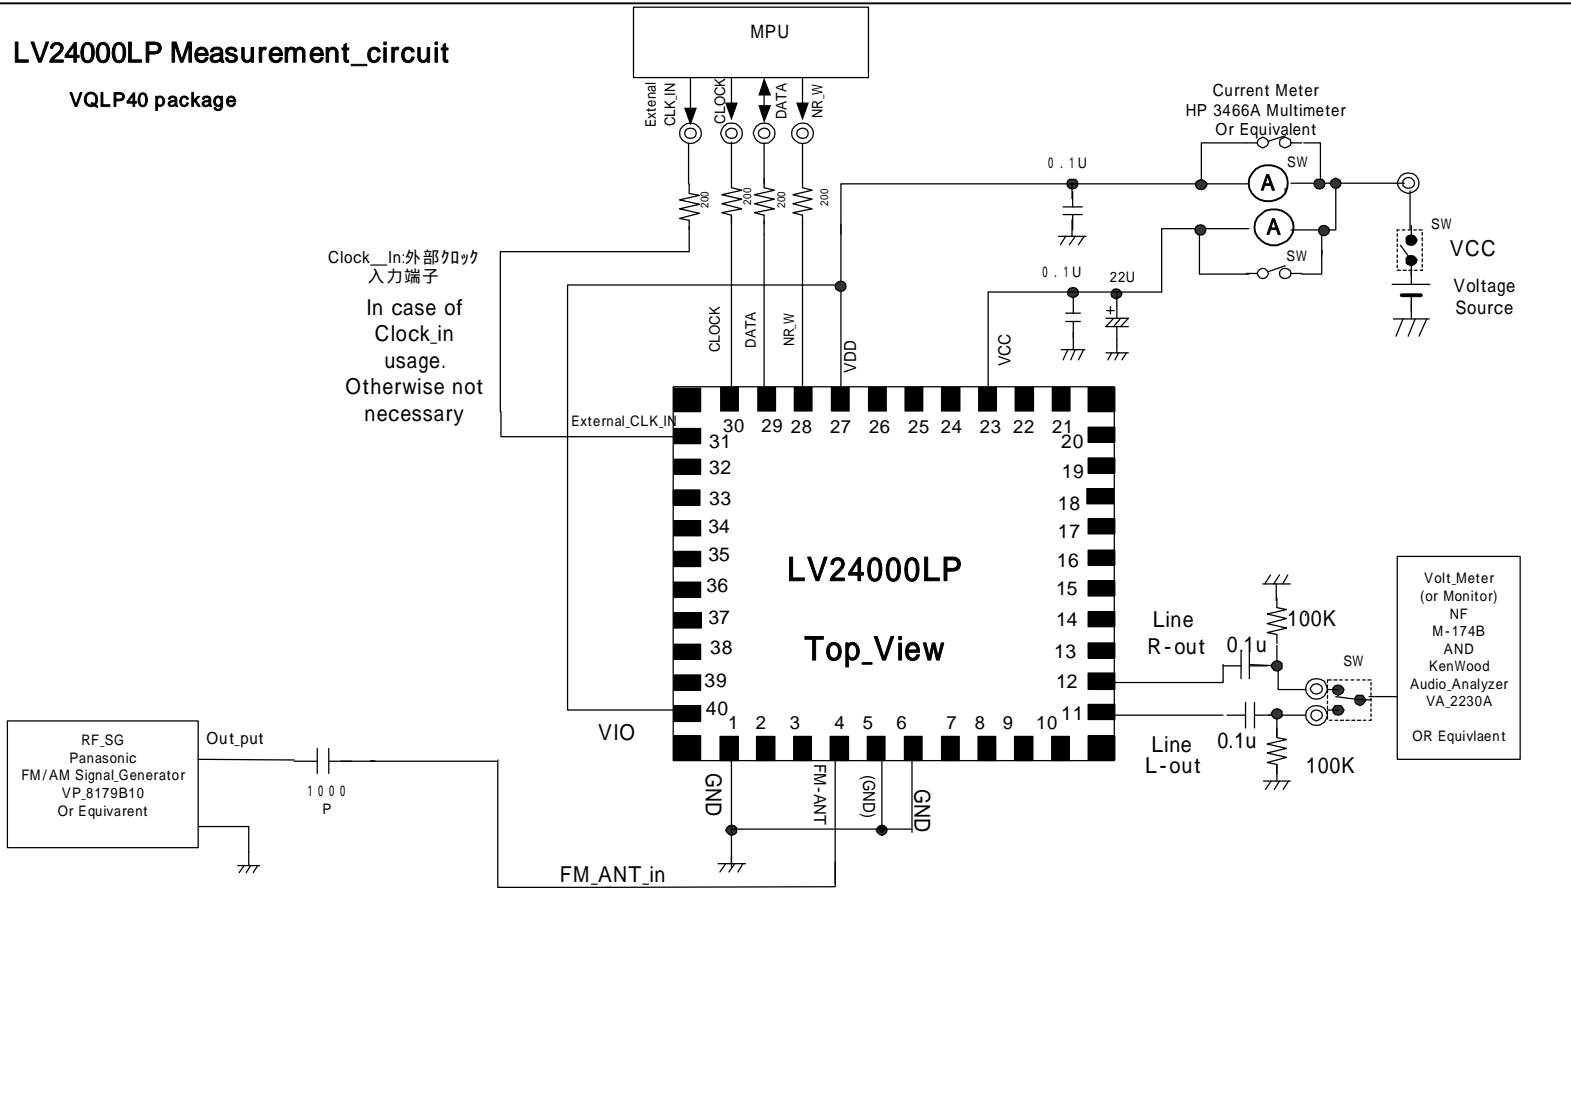 LV24000LP Measurement_circuit
VQLP40 package
MPU
Extenal
CLK_IN
CLOCK
DATA
NR_W
200
200
200
200
Current Meter
HP 3466A Multimeter
Or Equivalent
SW
A
A
SW
0.1U
0.1U
22U
+
SW
VCC
Voltage
Source
Clock__In:外部クロック
入力端子
In case of
Clock_in
usage.
Otherwise not
necessary
CLOCK
DATA
NR_W
VDD
VCC
External_CLK_IN
30
29
28
27
26
25
24
23
22
21
31
32
33
34
35
36
37
38
39
40
20
19
18
17
16
15
14
13
12
11
LV24000LP
Top_View
1
2
3
4
5
6
7
8
9
10
VIO
GND
FM-ANT
(GND)
GND
Line
R-out
0.1u
100K
SW
Line
L-out
0.1u
100K
Volt_Meter
(or Monitor)
NF
M-174B
AND
KenWood
Audio_Analyzer
VA_2230A
OR Equivlaent
RF_SG
Panasonic
FM/AM Signal_Generator
VP_8179B10
Or Equivarent
Out_put
1000
P
FM_ANT_in